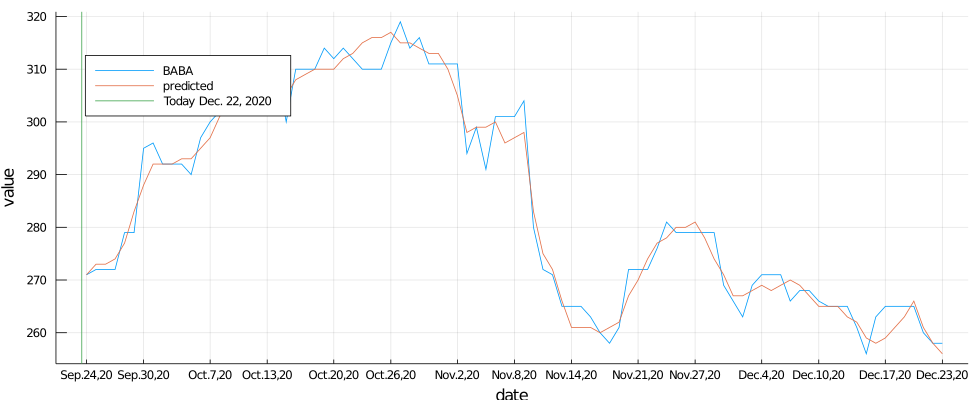 320
310
300
290
280
270
260
value
BABA
predicted
Today Dec. 22, 2020
Sep.24,20 Sep.30,20 Oct.7,20 Oct.13,20 Oct.20,20 Oct.26,20 Nov.2,20 Nov.8,20 Nov.14,20 Nov.21,20 Nov.27,20 Dec.4,20 Dec.10,20 Dec.17,20 Dec.23,20
date